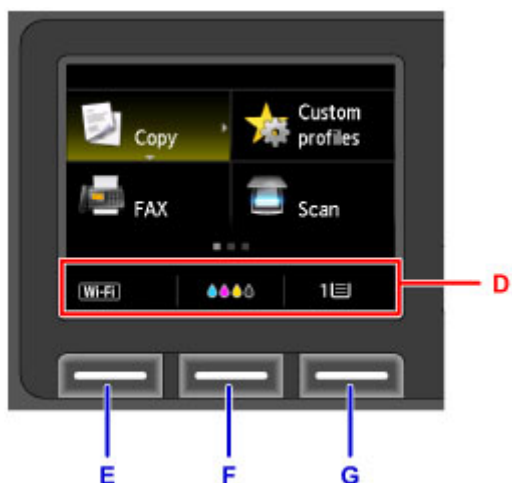 Copy
Custom
profiles
FAX
Scan
Wi-Fi
1
D
E F G